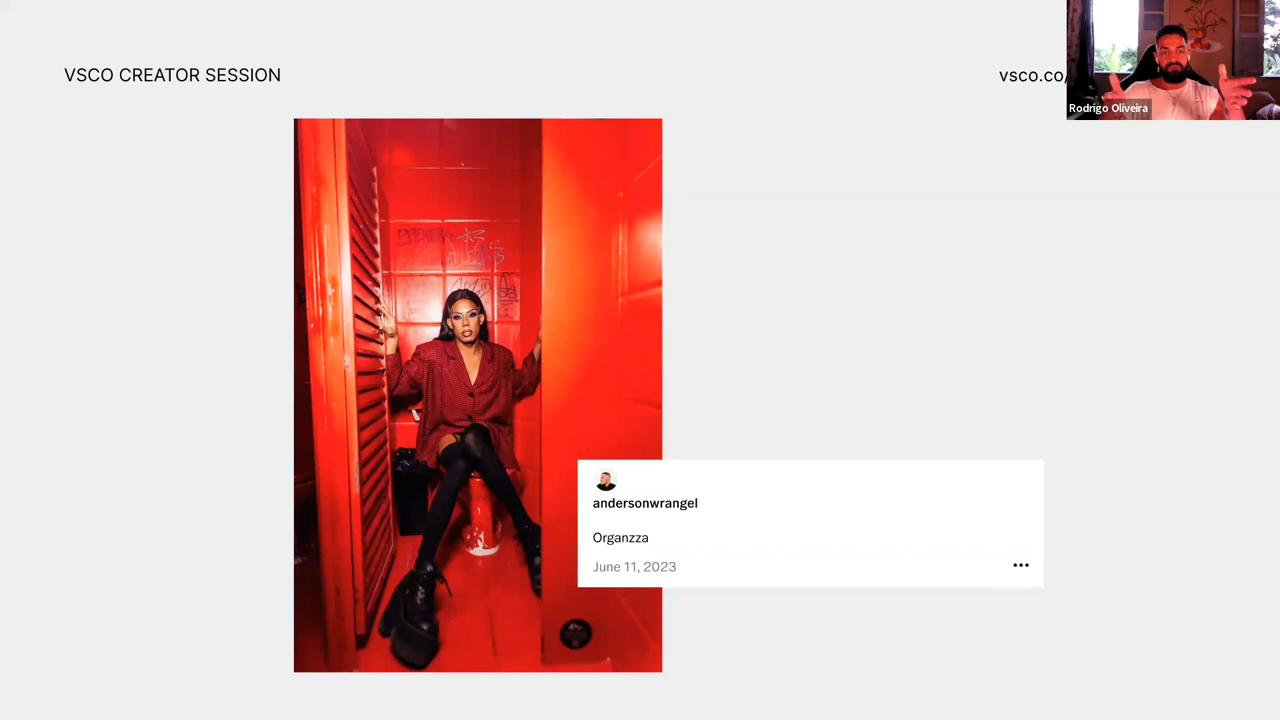 VSCO CREATOR SESSION
VSCO.CO/
Rodrigo Oliveira
andersonwrangel
Organzza
June 11, 2023